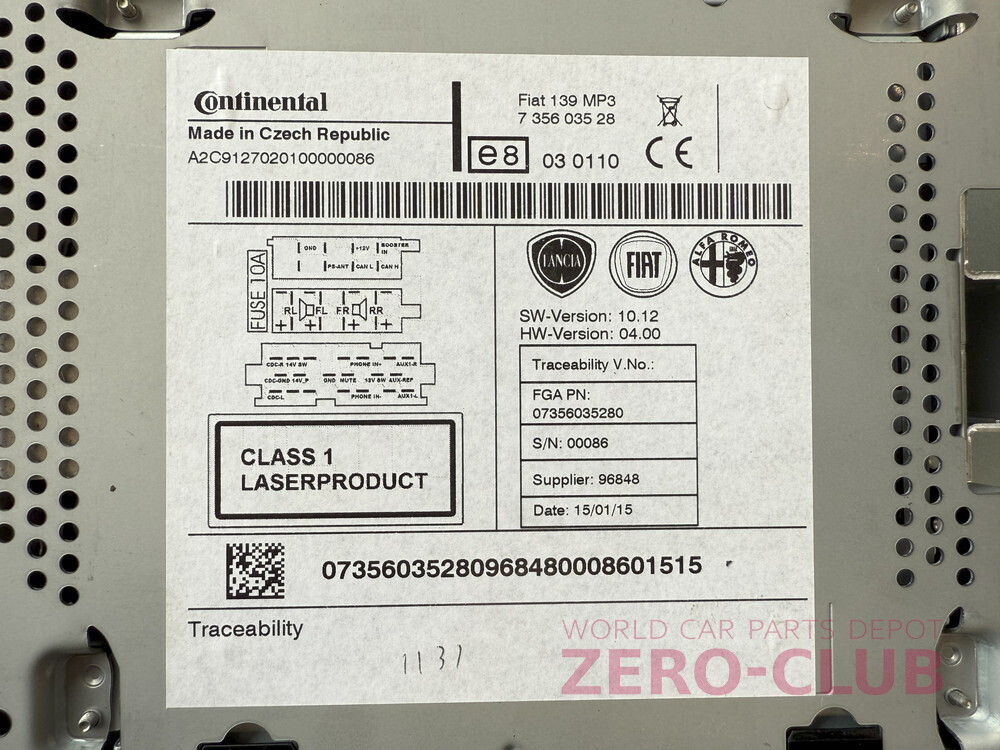 Continental
Made in Czech Republic
A2C9127020100000086
Fiat 139 MP3
7 356 035 28
e8 03 0110 CE
FUSE 10A
GND +12V BOOSTER IN
PS-ANT CAN L CAN H
RL FL FR RR
+ + + +
CDC-R 14V SW PHONE IN+ AUX1-R
CDC-GND 14V_P GND MUTE 12V SW AUX-REF
CDC-L PHONE IN- AUX1-L
CLASS 1
LASERPRODUCT
LANCIA FIAT ALFA ROMEO
SW-Version: 10.12
HW-Version: 04.00
Traceability V.No.:
FGA PN:
07356035280
S/N: 00086
Supplier: 96848
Date: 15/01/15
07356035280968480008601515
Traceability
1131
WORLD CAR PARTS DEPOT
ZERO-CLUB